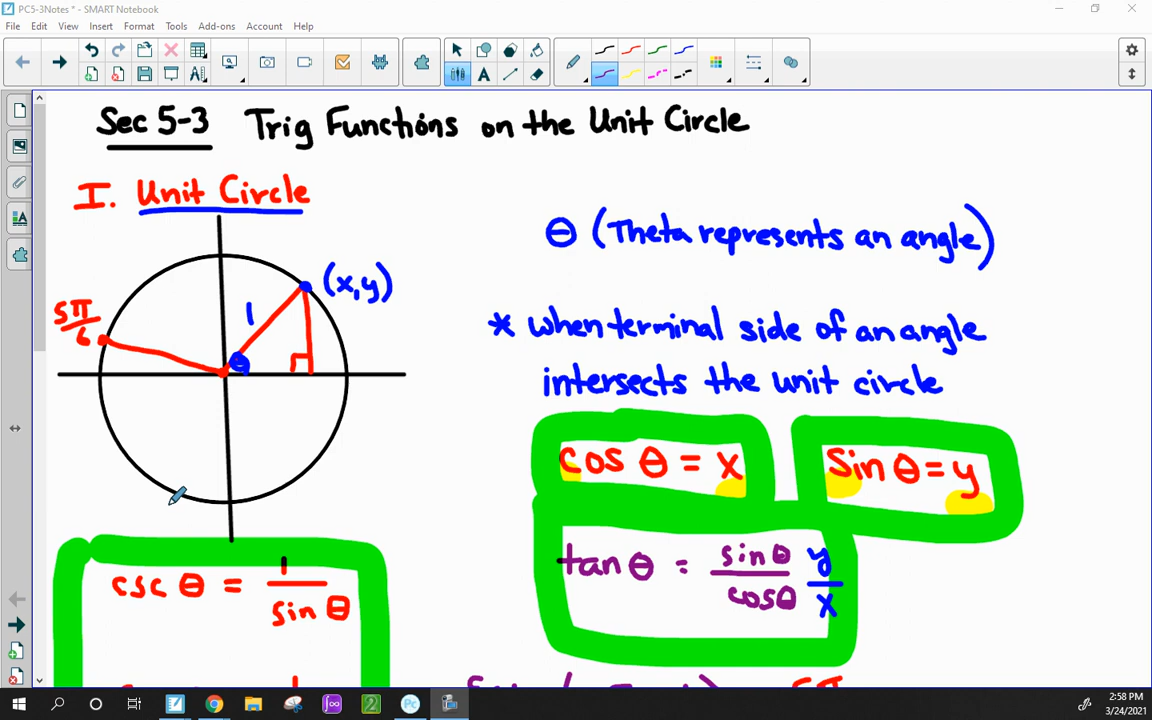 PC5-3Notes * - SMART Notebook
File Edit View Insert Format Tools Add-ons Account Help
Sec 5-3 Trig Functions on the Unit Circle
I. Unit Circle
θ (Theta represents an angle)
(x,y)
1
5π/6
θ
* when terminal side of an angle
intersects the unit circle
cos θ = x
sin θ = y
tan θ = sinθ/cosθ y/x
csc θ = 1/sin θ
2:58 PM
3/24/2021